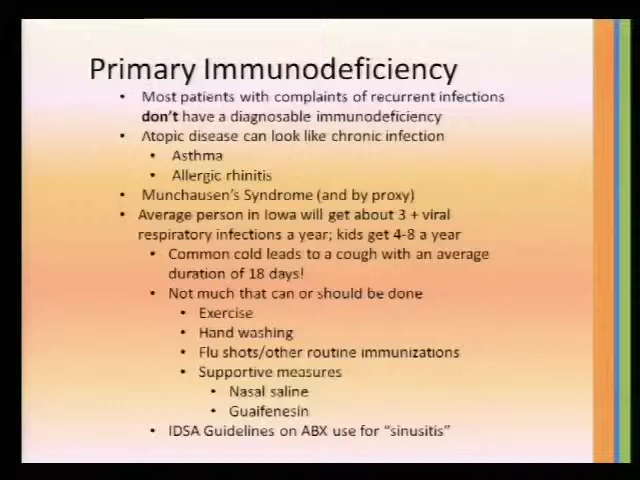 Primary Immunodeficiency
• Most patients with complaints of recurrent infections
don't have a diagnosable immunodeficiency
• Atopic disease can look like chronic infection
• Asthma
• Allergic rhinitis
• Munchausen's Syndrome (and by proxy)
• Average person in Iowa will get about 3 + viral
respiratory infections a year; kids get 4-8 a year
• Common cold leads to a cough with an average
duration of 18 days!
• Not much that can or should be done
• Exercise
• Hand washing
• Flu shots/other routine immunizations
• Supportive measures
• Nasal saline
• Guaifenesin
• IDSA Guidelines on ABX use for "sinusitis"